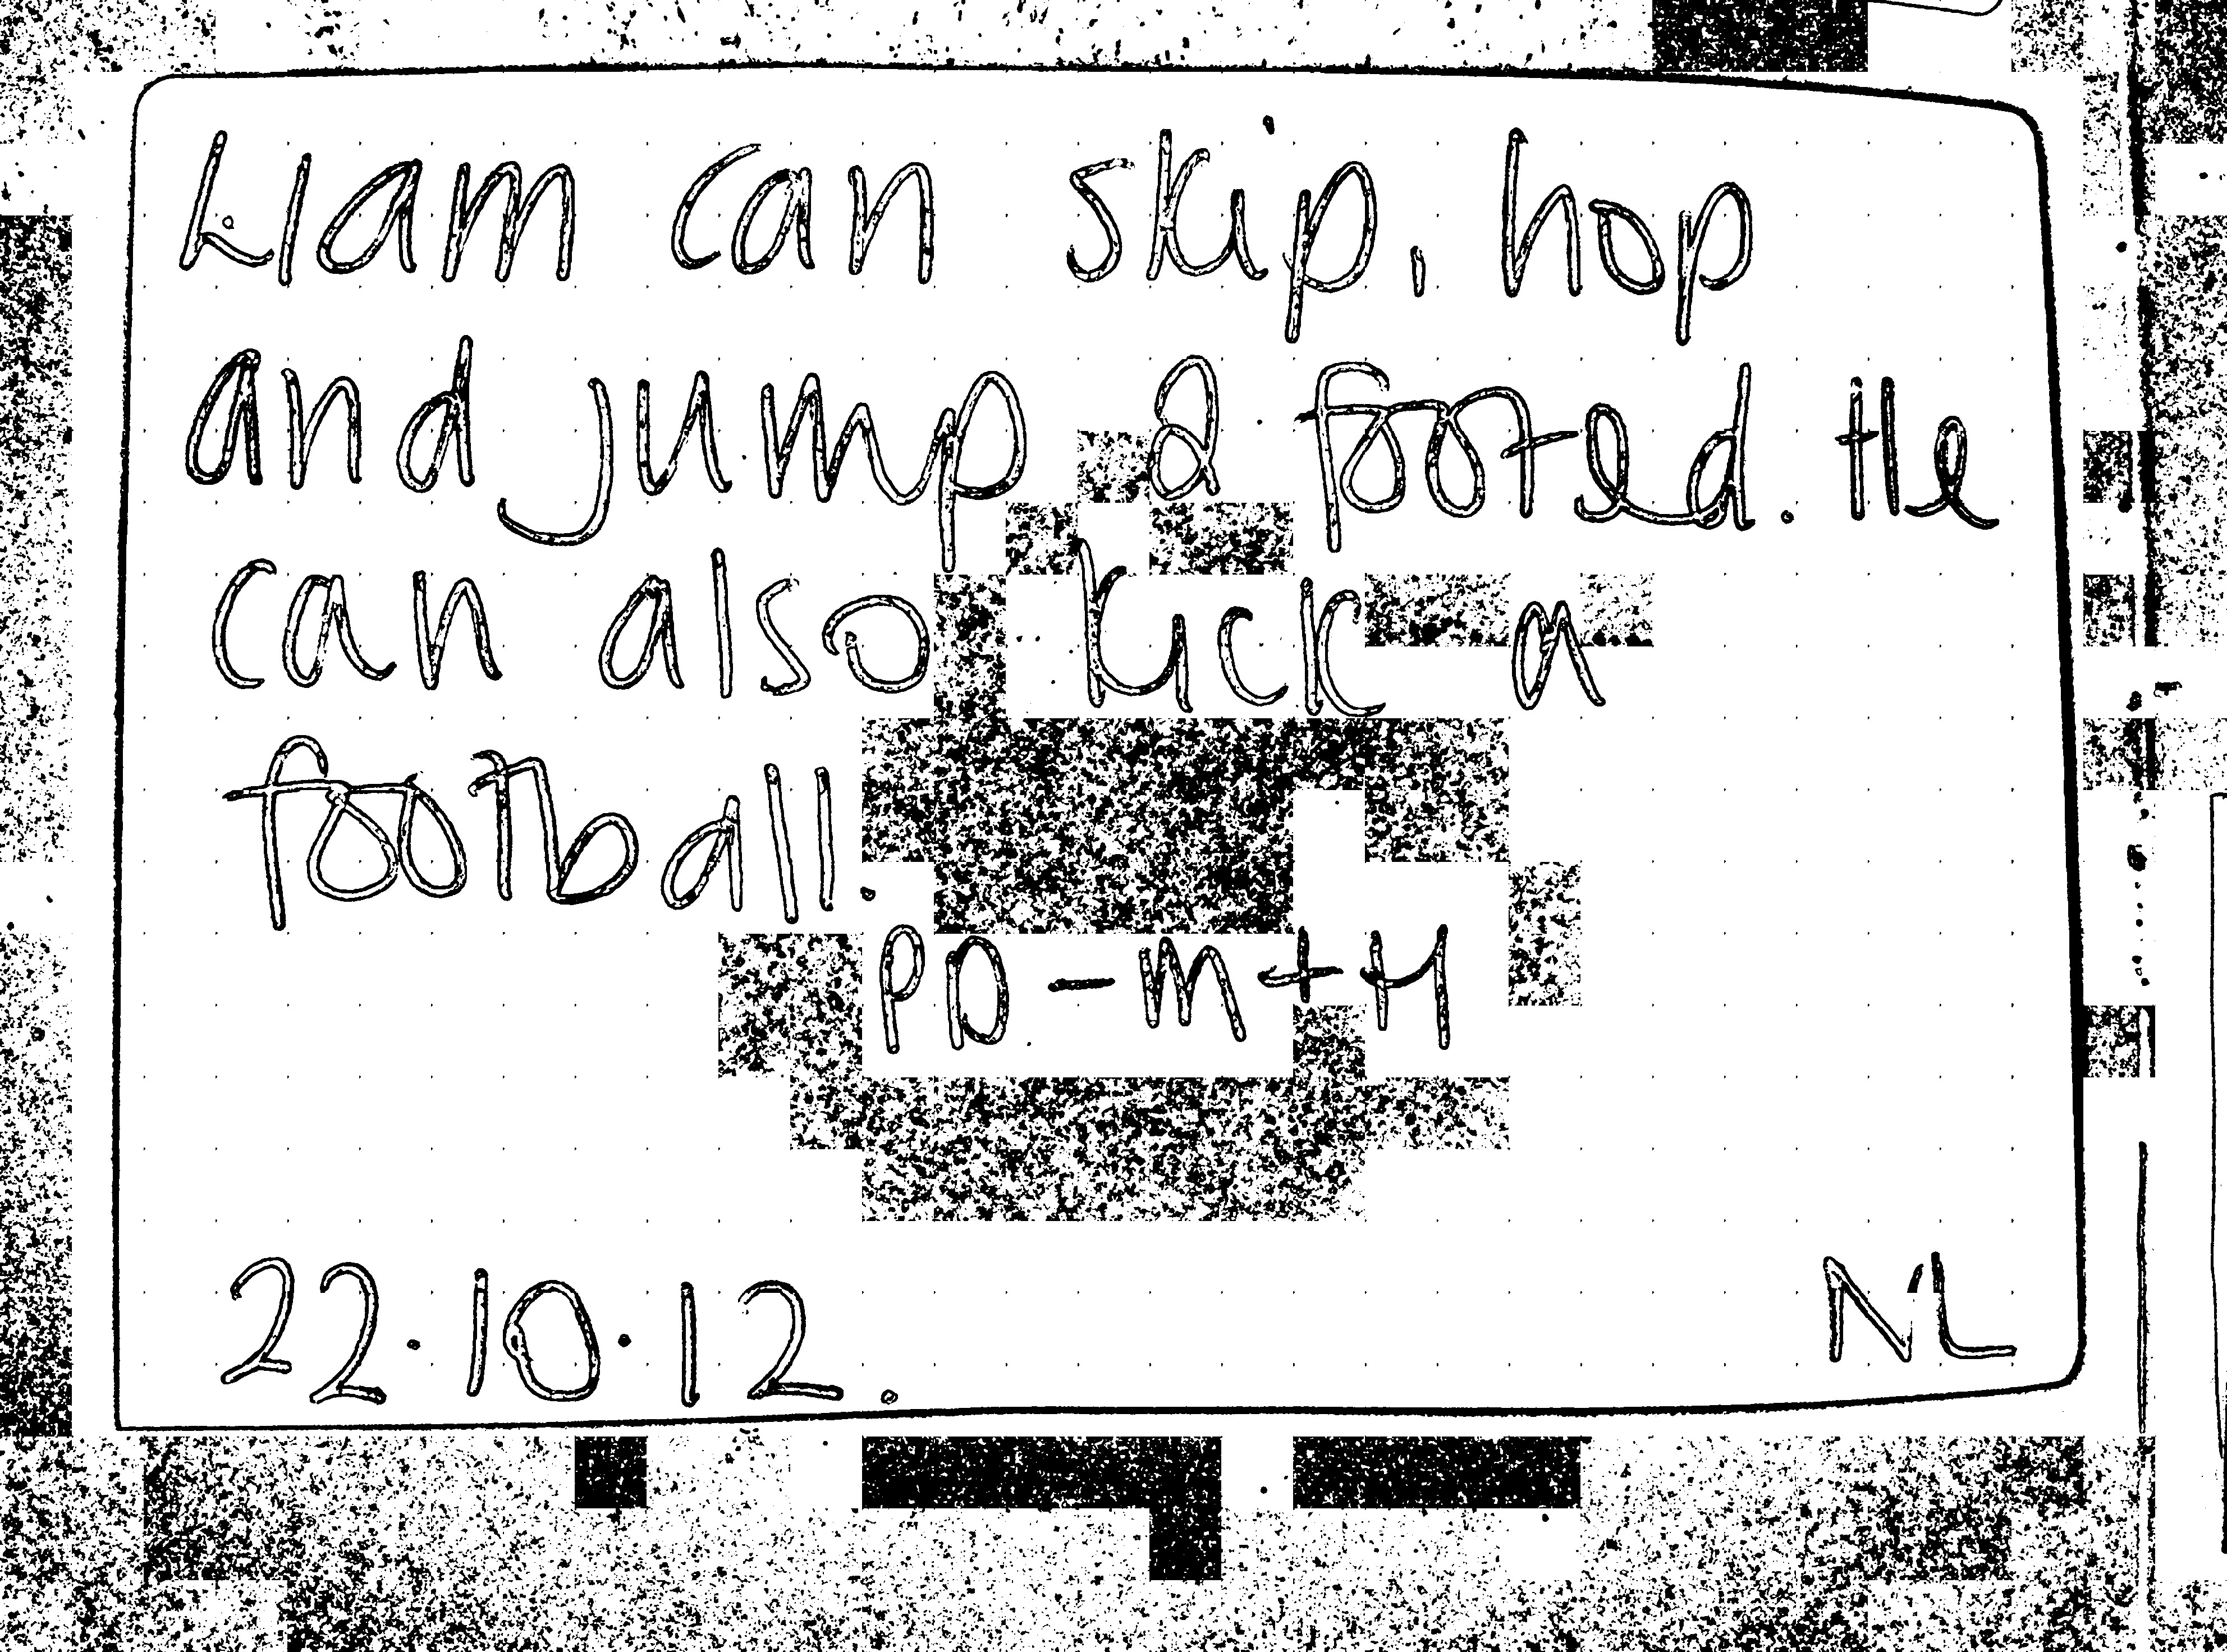 Liam can skip, hop
and jump 2 footed. He
can also kick a
football.
PD - M + H
22.10.12.
NL